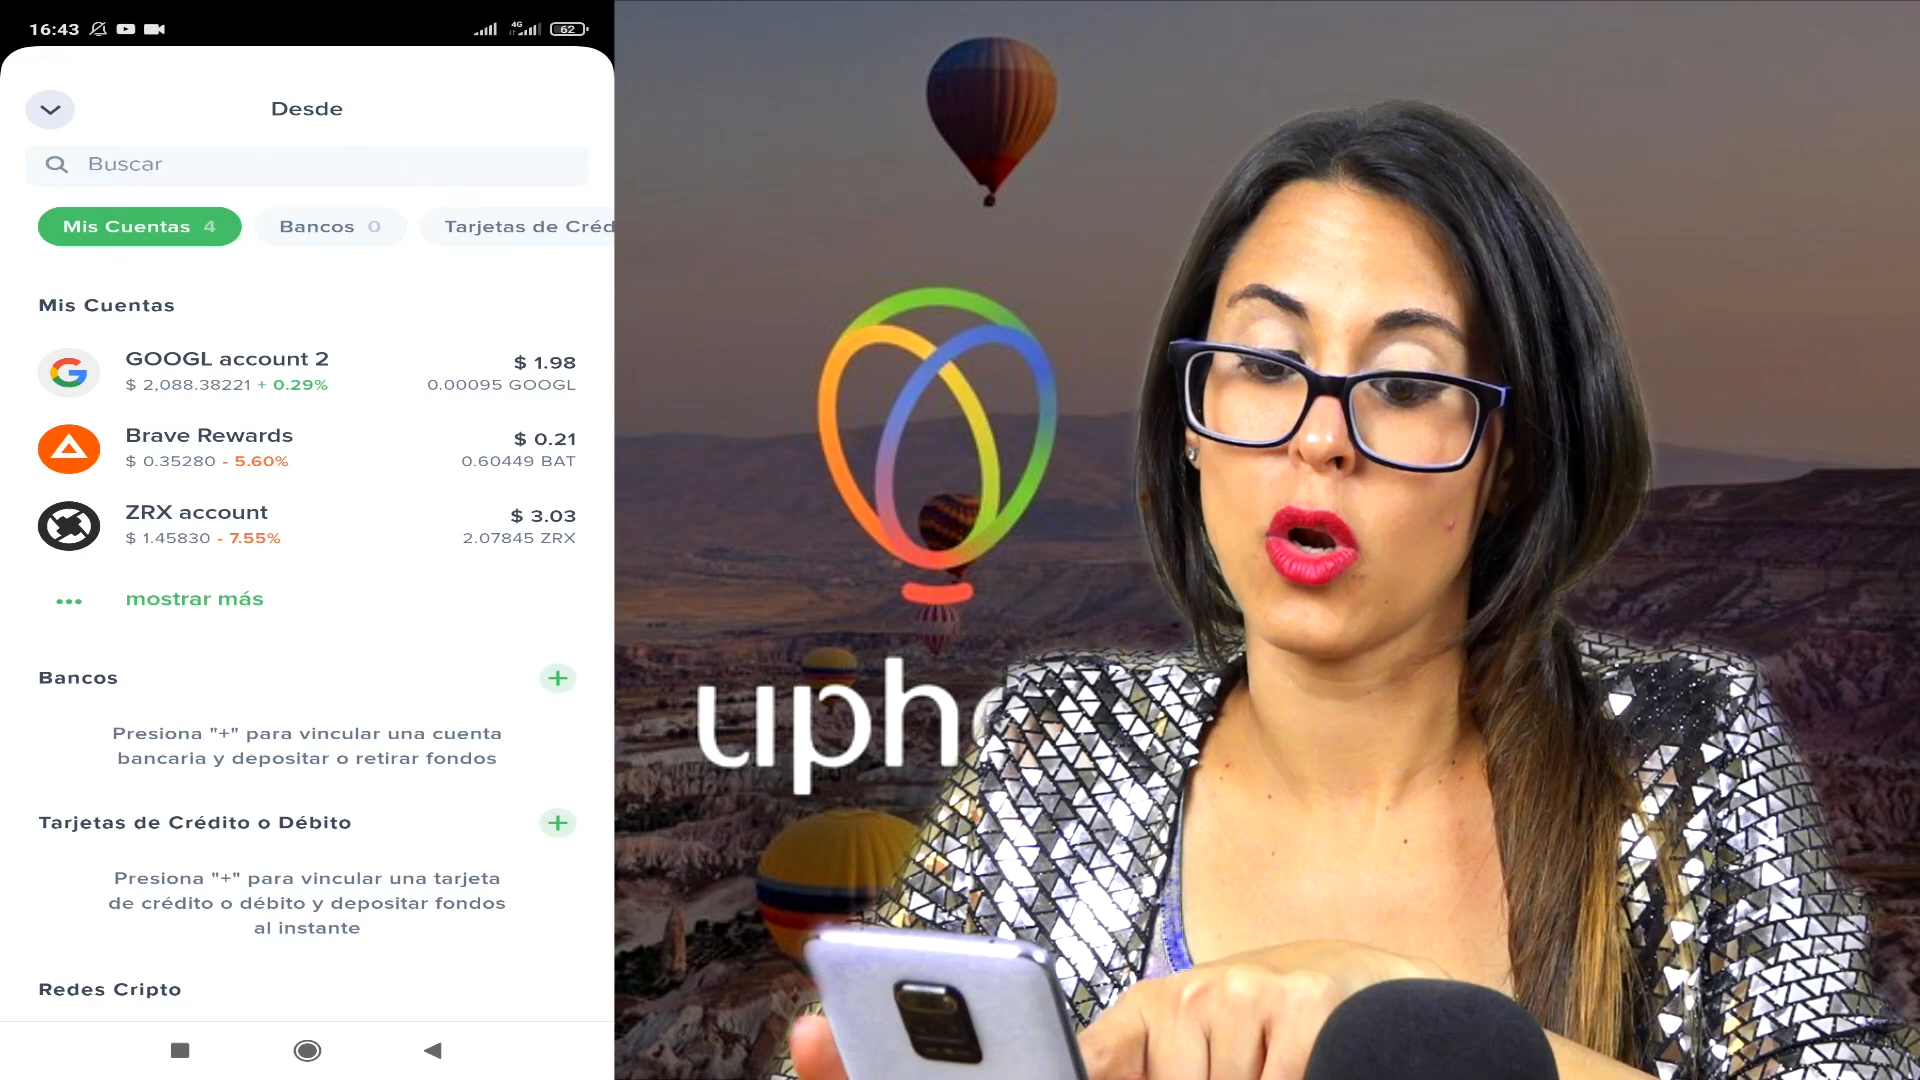 16:43
4G
62
Desde
Buscar
Mis Cuentas 4
Bancos 0
Tarjetas de Créd
Mis Cuentas
GOOGL account 2
$ 1.98
$ 2,088.38221 + 0.29%
0.00095 GOOGL
Brave Rewards
$ 0.21
$ 0.35280 - 5.60%
0.60449 BAT
ZRX account
$ 3.03
$ 1.45830 - 7.55%
2.07845 ZRX
mostrar más
Bancos
Presiona "+" para vincular una cuenta
bancaria y depositar o retirar fondos
Tarjetas de Crédito o Débito
Presiona "+" para vincular una tarjeta
de crédito o débito y depositar fondos
al instante
Redes Cripto
upho